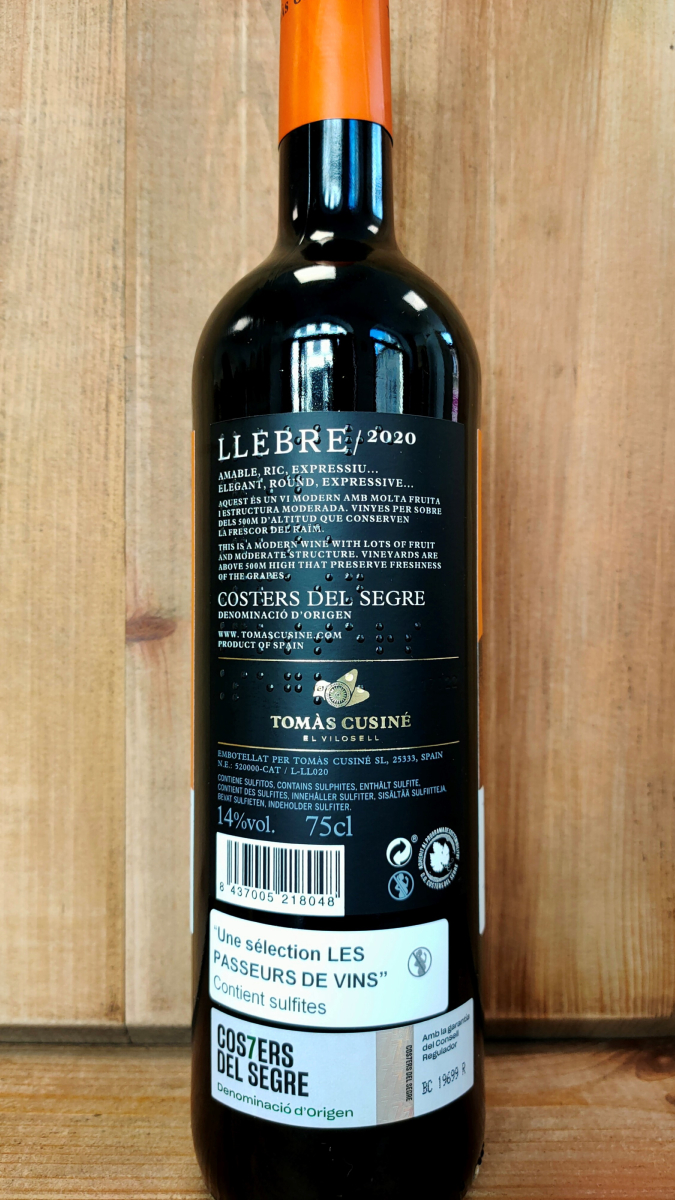 LLEBRE/2020
AMABLE, RIC, EXPRESSIU...
ELEGANT, ROUND, EXPRESSIVE...
AQUEST ÉS UN VI MODERN AMB MOLTA FRUITA
I ESTRUCTURA MODERADA. VINYES PER SOBRE
DELS 500M D'ALTITUD QUE CONSERVEN
LA FRESCOR DEL RAÏM.
THIS IS A MODERN WINE WITH LOTS OF FRUIT
AND MODERATE STRUCTURE. VINEYARDS ARE
ABOVE 500M HIGH THAT PRESERVE FRESHNESS
OF THE GRAPES.
COSTERS DEL SEGRE
DENOMINACIÓ D'ORIGEN
WWW.TOMASCUSINE.COM
PRODUCT OF SPAIN
TOMÀS CUSINÉ
EL VILOSELL
EMBOTELLAT PER TOMÀS CUSINÉ SL, 25333, SPAIN
N.E.: 520000-CAT / L-LL020
CONTIENE SULFITOS, CONTAINS SULPHITES, ENTHÄLT SULFITE,
CONTIENT DES SULFITES, INNEHÅLLER SULFITER, SISÄLTÄÄ SULFIITTEJA,
BEVAT SULFIETEN, INDEHOLDER SULFITER.
14%vol. 75cl
8 437005 218048
"Une sélection LES
PASSEURS DE VINS"
Contient sulfites
COS7ERS
DEL SEGRE
Denominació d'Origen
COSTERS DEL SEGRE
Amb la garantia
del Consell
Regulador
BC 19699 R